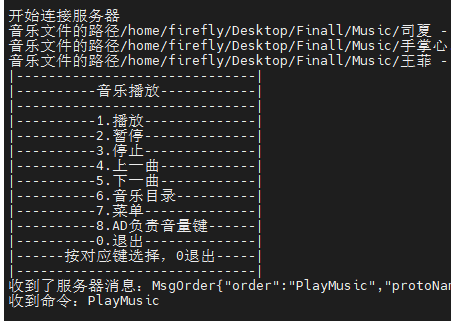 开始连接服务器
音乐文件的路径/home/firefly/Desktop/Finall/Music/司夏 -
音乐文件的路径/home/firefly/Desktop/Finall/Music/手掌心
音乐文件的路径/home/firefly/Desktop/Finall/Music/王菲 -
|------------------------------|
|----------音乐播放------------|
|------------------------------|
|----------1.播放--------------|
|----------2.暂停--------------|
|----------3.停止--------------|
|----------4.上一曲------------|
|----------5.下一曲------------|
|----------6.音乐目录----------|
|----------7.菜单--------------|
|----------8.AD负责音量键------|
|----------0.退出--------------|
|------按对应键选择，0退出-----|
|------------------------------|
收到了服务器消息：MsgOrder{"order":"PlayMusic","protoNam
收到命令：PlayMusic